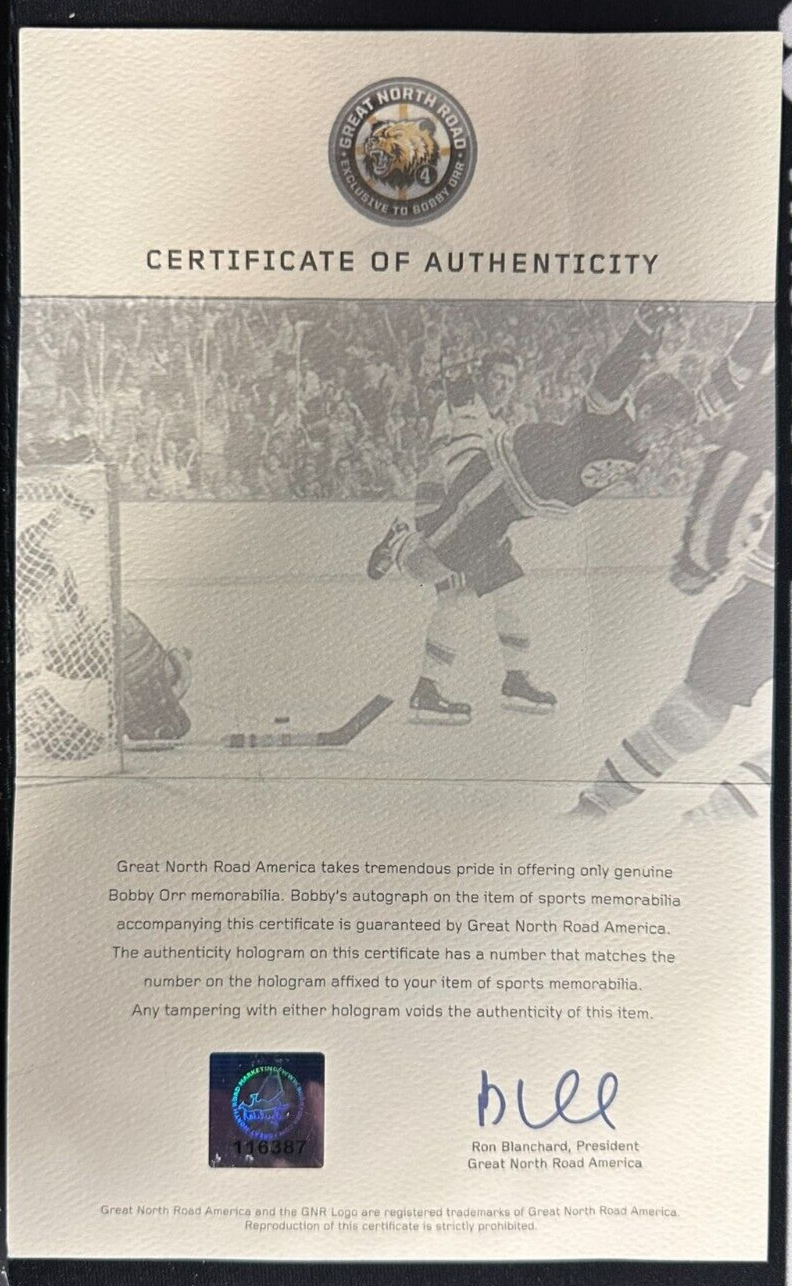 GREAT NORTH ROAD
4
EXCLUSIVE TO BOBBY ORR
CERTIFICATE OF AUTHENTICITY
Great North Road America takes tremendous pride in offering only genuine
Bobby Orr memorabilia. Bobby's autograph on the item of sports memorabilia
accompanying this certificate is guaranteed by Great North Road America.
The authenticity hologram on this certificate has a number that matches the
number on the hologram affixed to your item of sports memorabilia.
Any tampering with either hologram voids the authenticity of this item.
116387
Ron Blanchard, President
Great North Road America
Great North Road America and the GNR Logo are registered trademarks of Great North Road America.
Reproduction of this certificate is strictly prohibited.